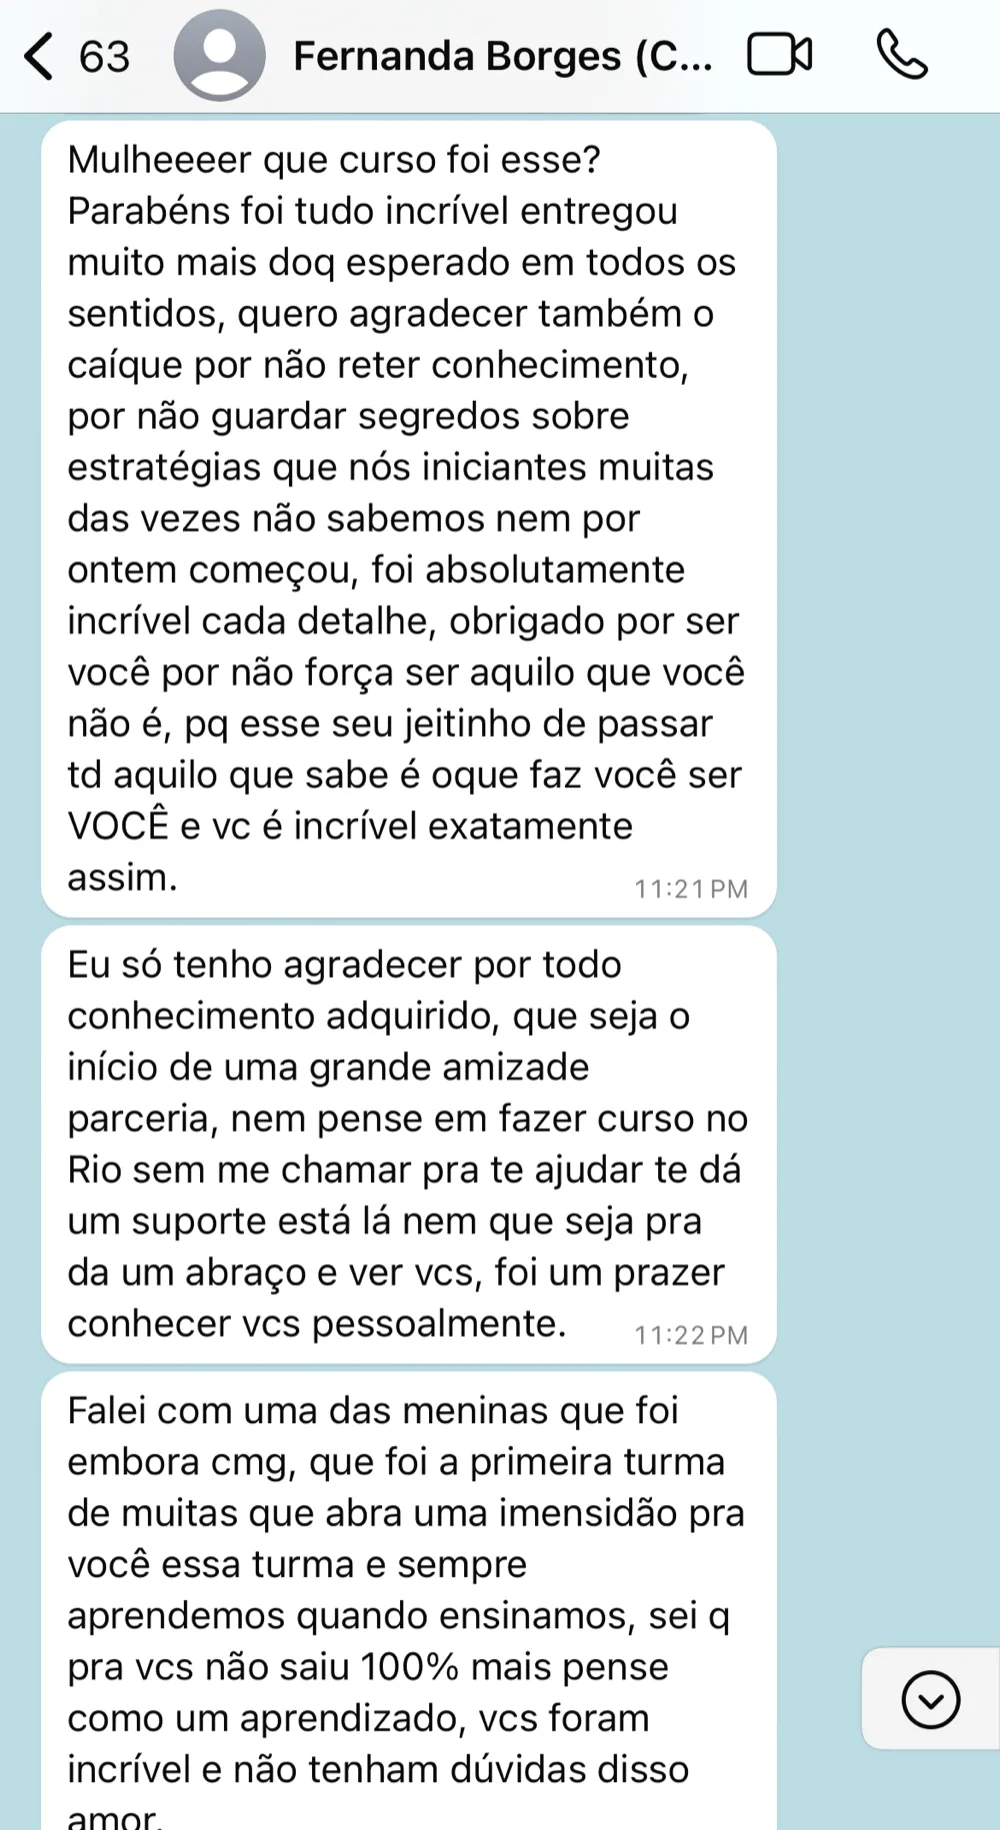 63
Fernanda Borges (C...
Mulheeeer que curso foi esse?
Parabéns foi tudo incrível entregou
muito mais doq esperado em todos os
sentidos, quero agradecer também o
caíque por não reter conhecimento,
por não guardar segredos sobre
estratégias que nós iniciantes muitas
das vezes não sabemos nem por
ontem começou, foi absolutamente
incrível cada detalhe, obrigado por ser
você por não força ser aquilo que você
não é, pq esse seu jeitinho de passar
td aquilo que sabe é oque faz você ser
VOCÊ e vc é incrível exatamente
assim.
11:21 PM
Eu só tenho agradecer por todo
conhecimento adquirido, que seja o
início de uma grande amizade
parceria, nem pense em fazer curso no
Rio sem me chamar pra te ajudar te dá
um suporte está lá nem que seja pra
da um abraço e ver vcs, foi um prazer
conhecer vcs pessoalmente.
11:22 PM
Falei com uma das meninas que foi
embora cmg, que foi a primeira turma
de muitas que abra uma imensidão pra
você essa turma e sempre
aprendemos quando ensinamos, sei q
pra vcs não saiu 100% mais pense
como um aprendizado, vcs foram
incrível e não tenham dúvidas disso
amor.